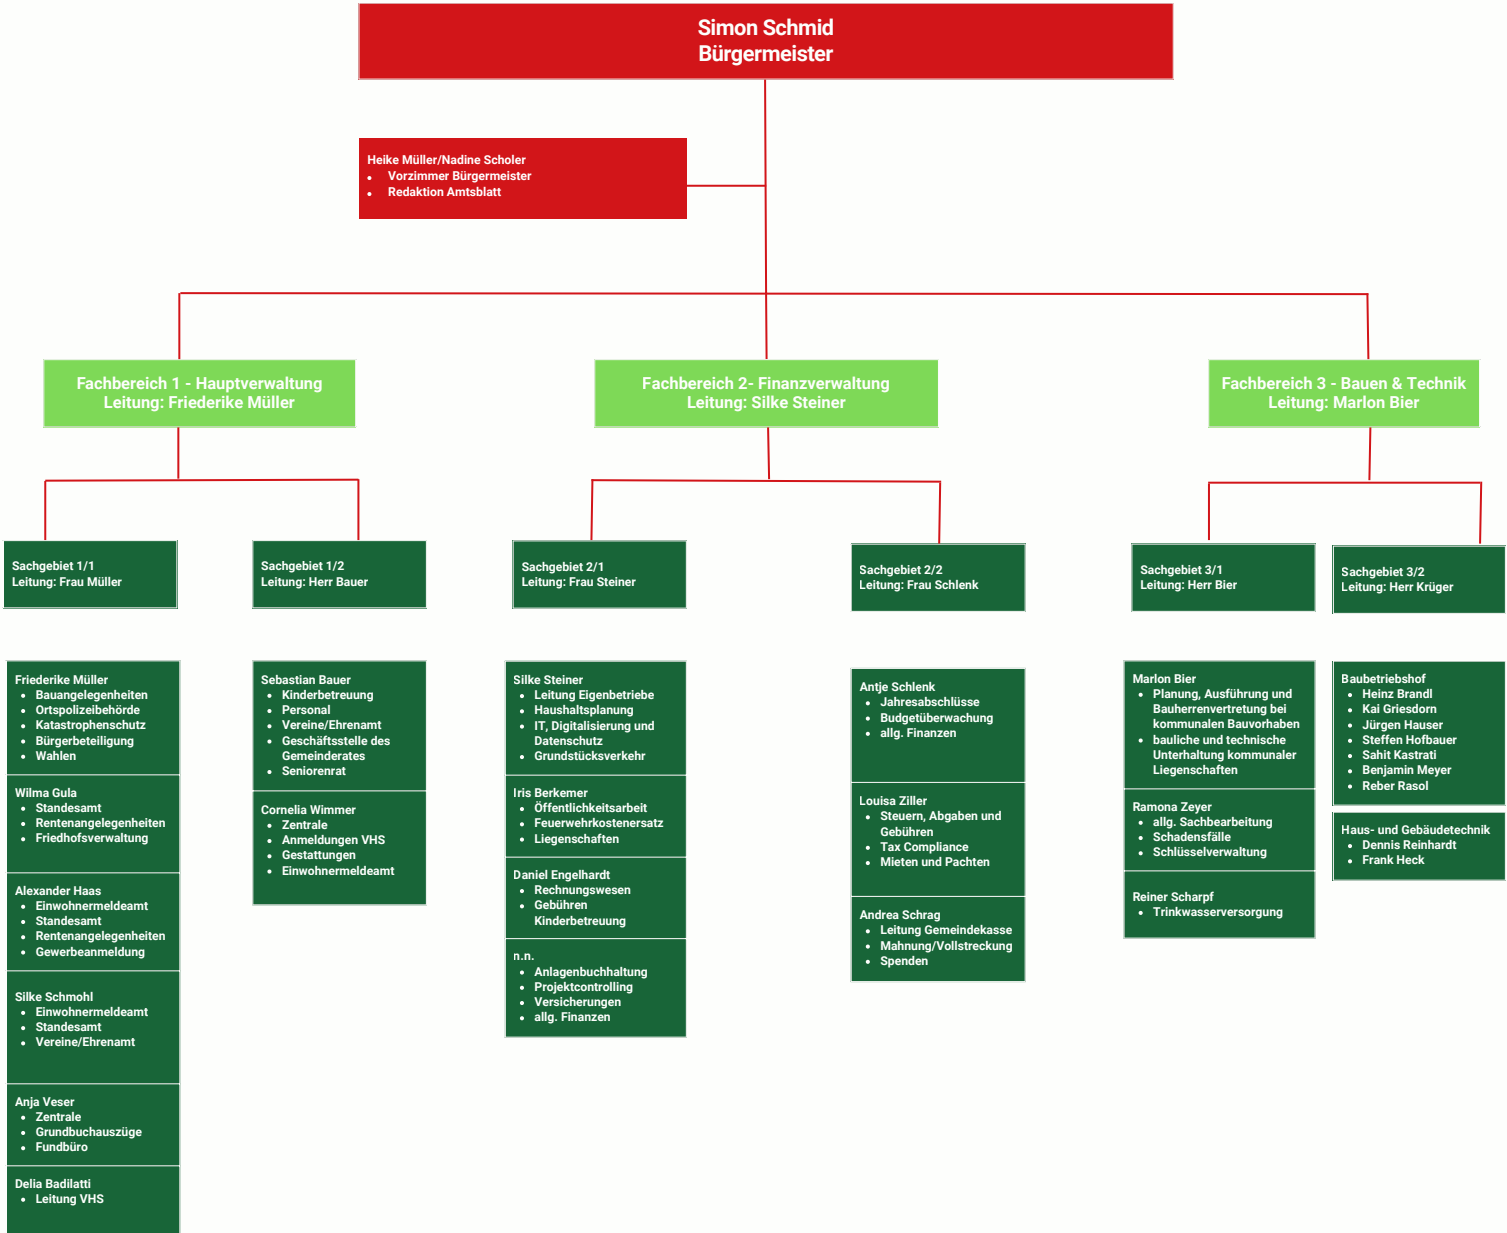 Simon Schmid
Bürgermeister
Heike Müller/Nadine Scholer
• Vorzimmer Bürgermeister
• Redaktion Amtsblatt
Fachbereich 1 - Hauptverwaltung
Leitung: Friederike Müller
Fachbereich 2- Finanzverwaltung
Leitung: Silke Steiner
Fachbereich 3 - Bauen & Technik
Leitung: Marlon Bier
Sachgebiet 1/1
Leitung: Frau Müller
Sachgebiet 1/2
Leitung: Herr Bauer
Sachgebiet 2/1
Leitung: Frau Steiner
Sachgebiet 2/2
Leitung: Frau Schlenk
Sachgebiet 3/1
Leitung: Herr Bier
Sachgebiet 3/2
Leitung: Herr Krüger
Friederike Müller
• Bauangelegenheiten
• Ortspolizeibehörde
• Katastrophenschutz
• Bürgerbeteiligung
• Wahlen
Wilma Gula
• Standesamt
• Rentenangelegenheiten
• Friedhofsverwaltung
Alexander Haas
• Einwohnermeldeamt
• Standesamt
• Rentenangelegenheiten
• Gewerbeanmeldung
Silke Schmohl
• Einwohnermeldeamt
• Standesamt
• Vereine/Ehrenamt
Anja Veser
• Zentrale
• Grundbuchauszüge
• Fundbüro
Delia Badilatti
• Leitung VHS
Sebastian Bauer
• Kinderbetreuung
• Personal
• Vereine/Ehrenamt
• Geschäftsstelle des
Gemeinderates
• Seniorenrat
Cornelia Wimmer
• Zentrale
• Anmeldungen VHS
• Gestattungen
• Einwohnermeldeamt
Silke Steiner
• Leitung Eigenbetriebe
• Haushaltsplanung
• IT, Digitalisierung und
Datenschutz
• Grundstücksverkehr
Iris Berkemer
• Öffentlichkeitsarbeit
• Feuerwehrkostenersatz
• Liegenschaften
Daniel Engelhardt
• Rechnungswesen
• Gebühren
Kinderbetreuung
n.n.
• Anlagenbuchhaltung
• Projektcontrolling
• Versicherungen
• allg. Finanzen
Antje Schlenk
• Jahresabschlüsse
• Budgetüberwachung
• allg. Finanzen
Louisa Ziller
• Steuern, Abgaben und
Gebühren
• Tax Compliance
• Mieten und Pachten
Andrea Schrag
• Leitung Gemeindekasse
• Mahnung/Vollstreckung
• Spenden
Marlon Bier
• Planung, Ausführung und
Bauherrenvertretung bei
kommunalen Bauvorhaben
• bauliche und technische
Unterhaltung kommunaler
Liegenschaften
Ramona Zeyer
• allg. Sachbearbeitung
• Schadensfälle
• Schlüsselverwaltung
Reiner Scharpf
• Trinkwasserversorgung
Baubetriebshof
• Heinz Brandl
• Kai Griesdorn
• Jürgen Hauser
• Steffen Hofbauer
• Sahit Kastrati
• Benjamin Meyer
• Reber Rasol
Haus- und Gebäudetechnik
• Dennis Reinhardt
• Frank Heck